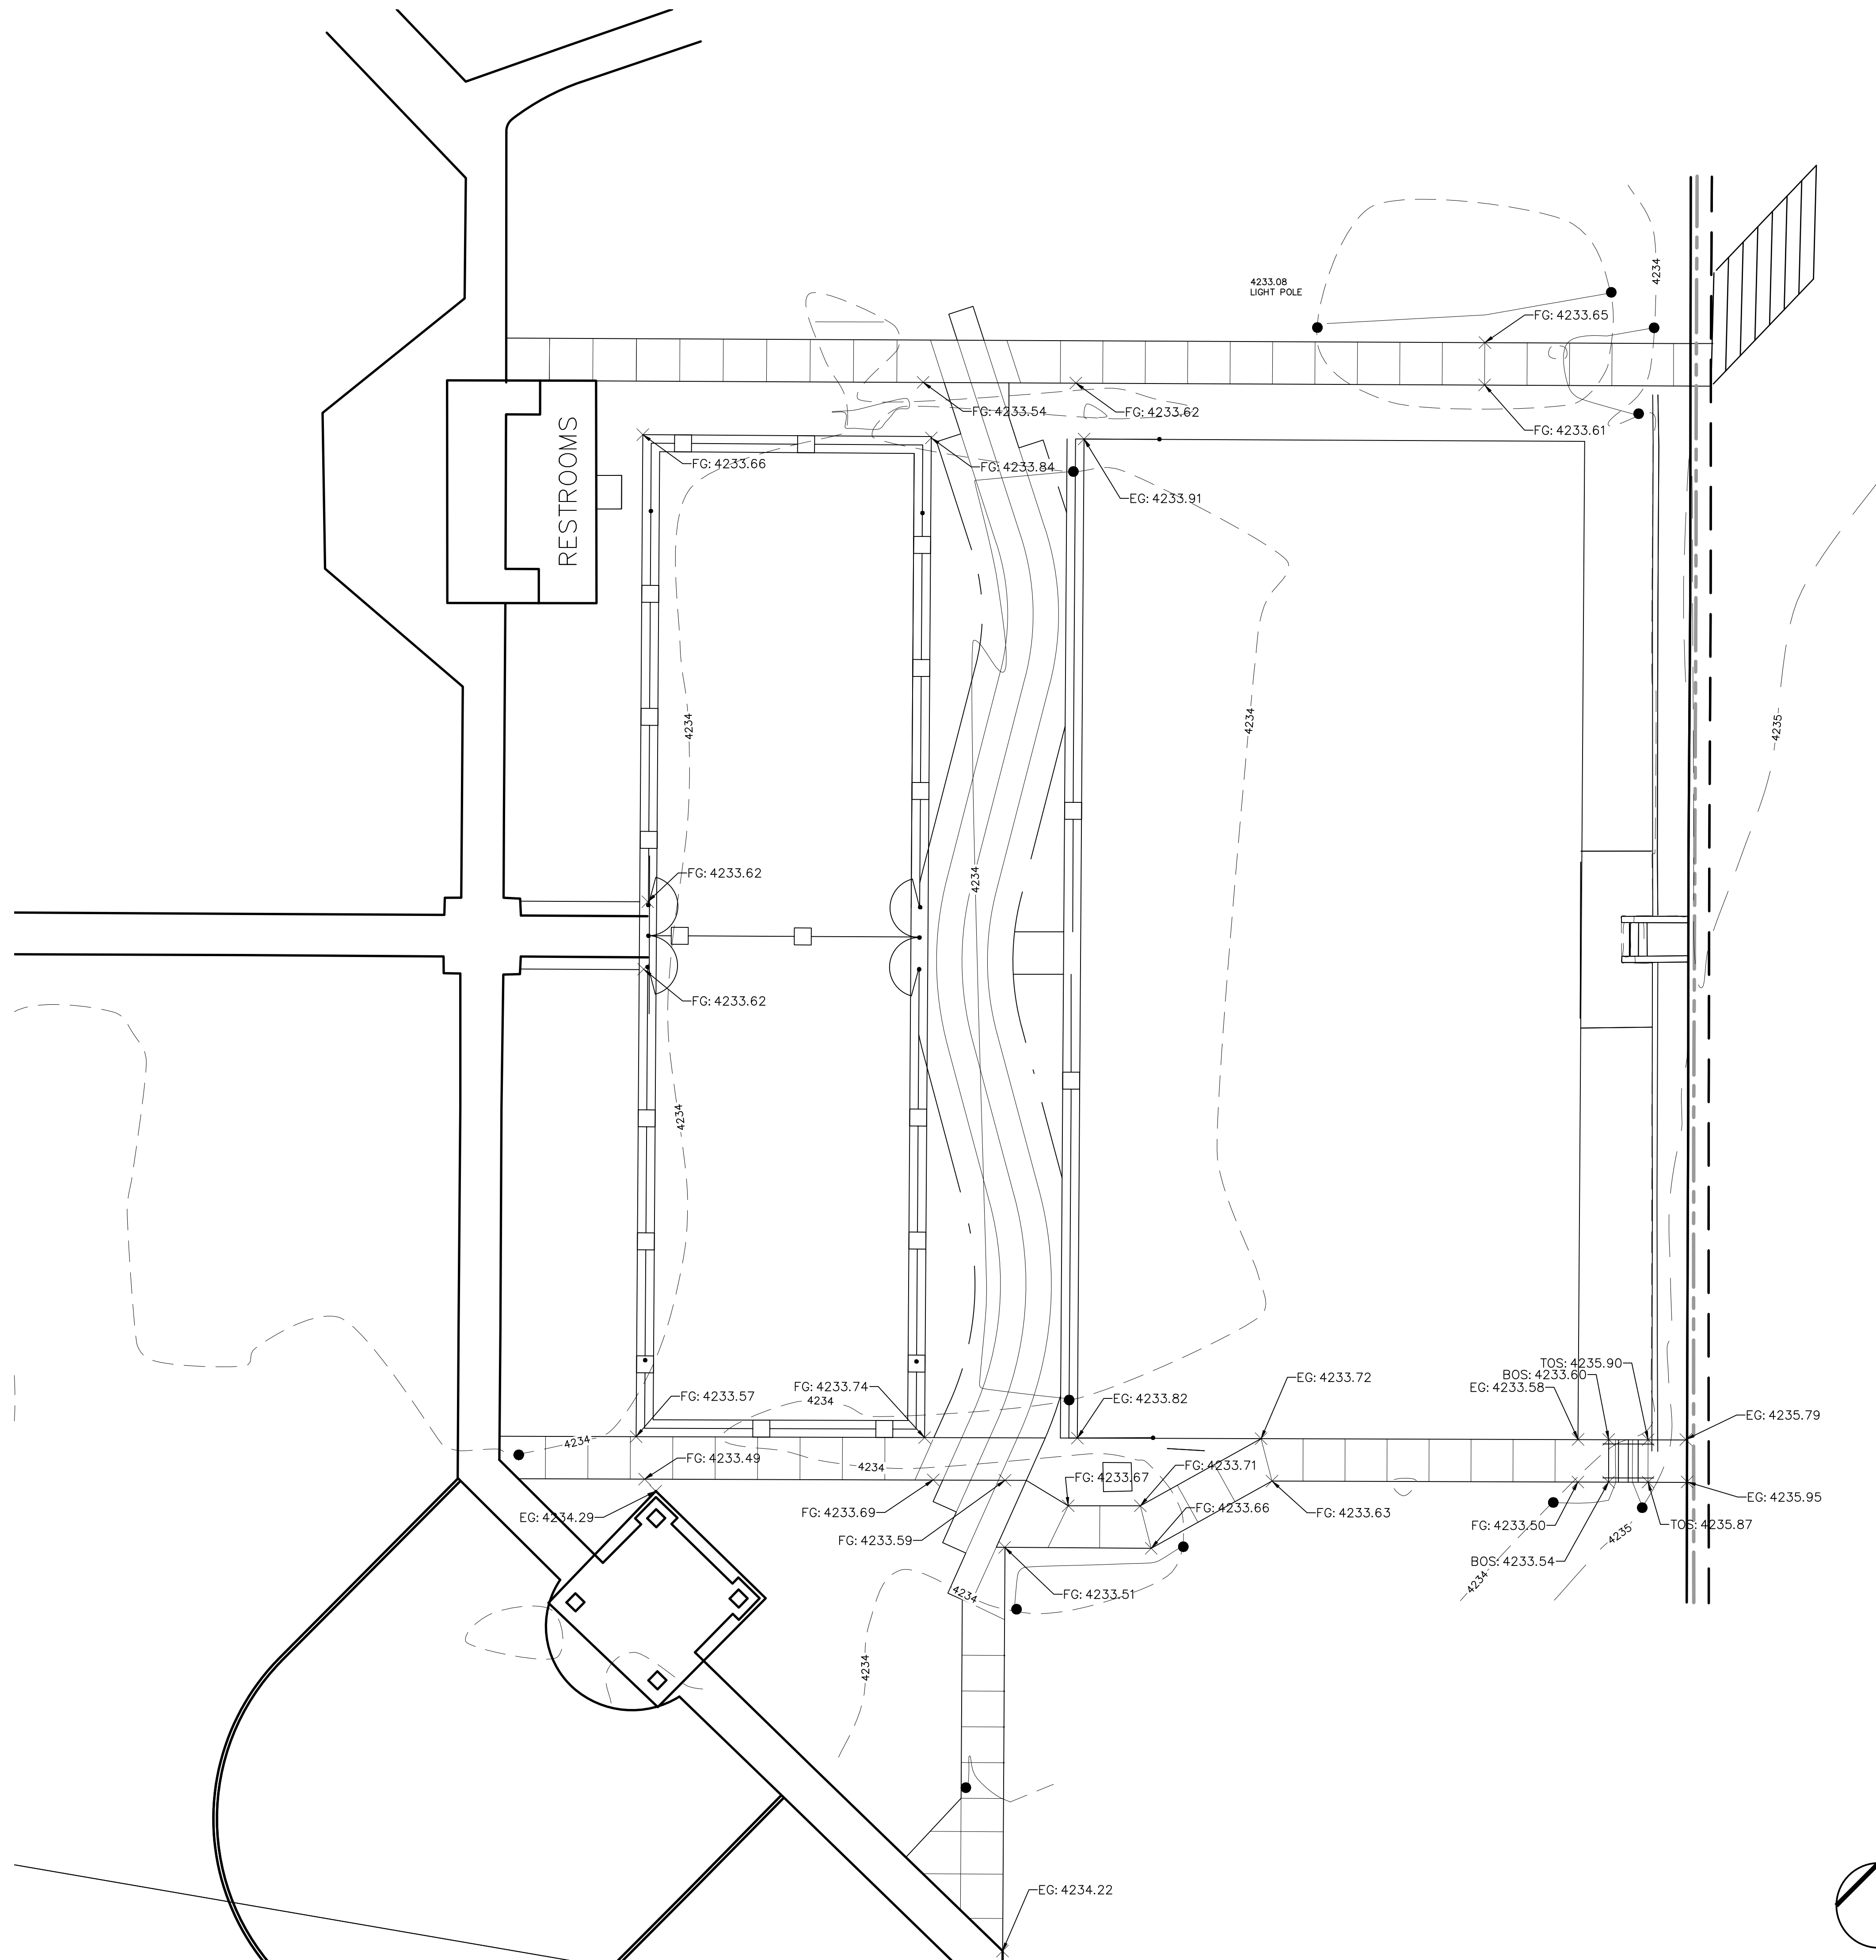 4233.08
LIGHT POLE
4234
FG: 4233.65
FG: 4233.54
FG: 4233.62
FG: 4233.61
RESTROOMS
FG: 4233.66
FG: 4233.84
EG: 4233.91
4234
4234
4235
FG: 4233.62
4234
FG: 4233.62
4234
TOS: 4235.90
BOS: 4233.60
EG: 4233.72
FG: 4233.74
EG: 4233.58
FG: 4233.57
EG: 4233.82
4234
EG: 4235.79
4234
FG: 4233.49
4234
FG: 4233.71
FG: 4233.67
EG: 4235.95
FG: 4233.66
FG: 4233.69
FG: 4233.63
EG: 4234.29
FG: 4233.50
TOS: 4235.87
4235
FG: 4233.59
BOS: 4233.54
4234
4234
FG: 4233.51
4234
EG: 4234.22